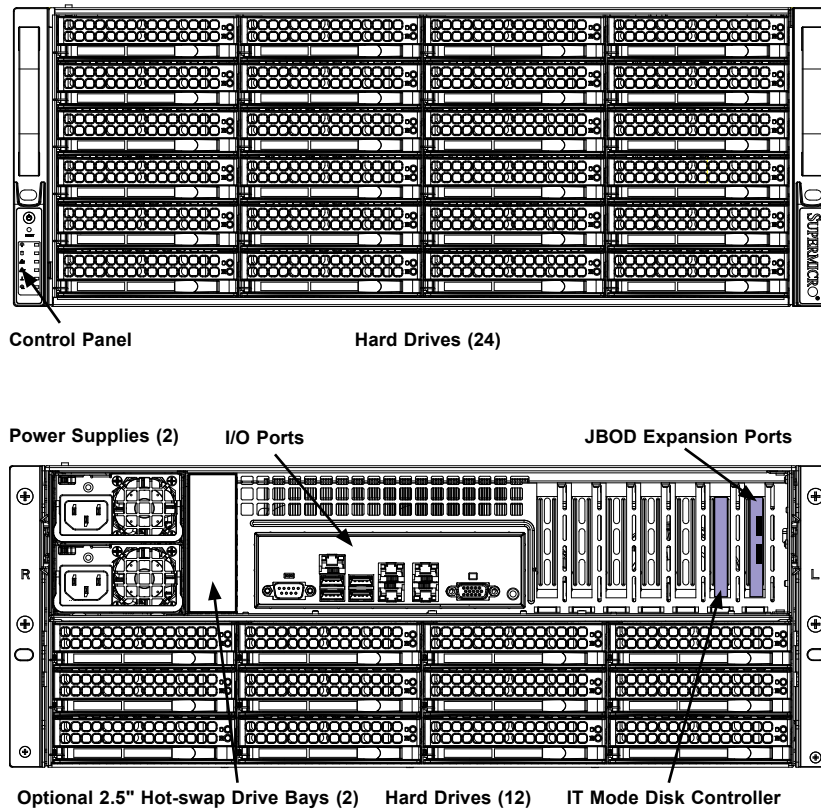 SUPERMICRO
Control Panel
Hard Drives (24)
Power Supplies (2)
I/O Ports
JBOD Expansion Ports
R
L
Optional 2.5" Hot-swap Drive Bays (2)
Hard Drives (12)
IT Mode Disk Controller